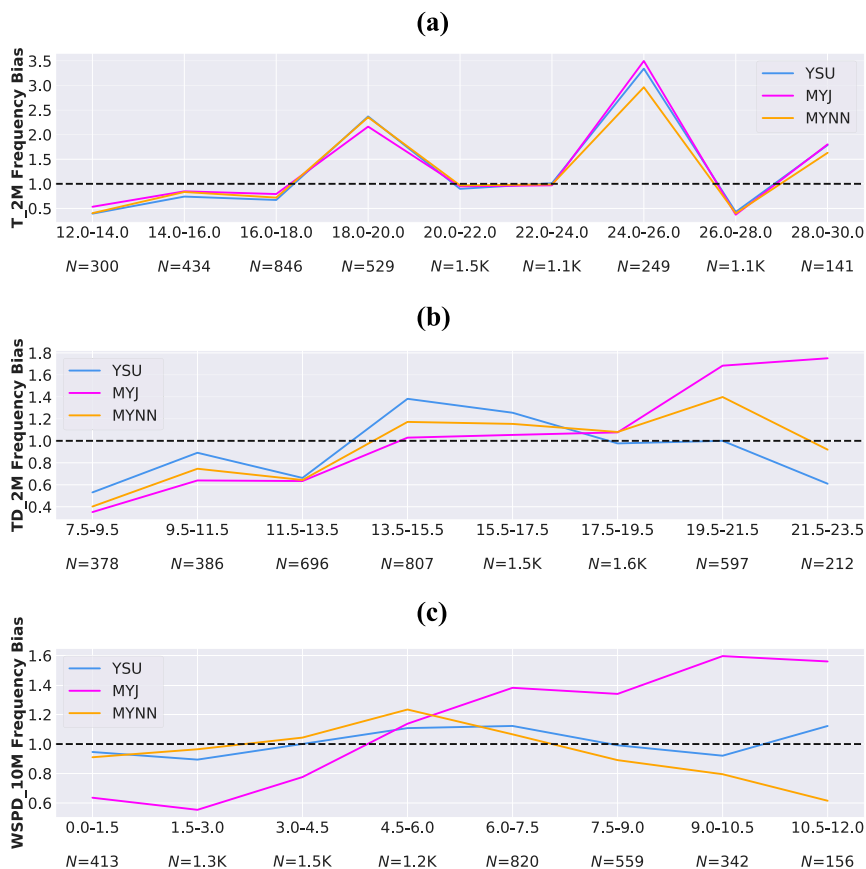 (a)
T_2M Frequency Bias
3.5
3.0
2.5
2.0
1.5
1.0
0.5
YSU
MYJ
MYNN
12.0-14.0 14.0-16.0 16.0-18.0 18.0-20.0 20.0-22.0 22.0-24.0 24.0-26.0 26.0-28.0 28.0-30.0
N=300 N=434 N=846 N=529 N=1.5K N=1.1K N=249 N=1.1K N=141
(b)
TD_2M Frequency Bias
1.8
1.6
1.4
1.2
1.0
0.8
0.6
0.4
YSU
MYJ
MYNN
7.5-9.5 9.5-11.5 11.5-13.5 13.5-15.5 15.5-17.5 17.5-19.5 19.5-21.5 21.5-23.5
N=378 N=386 N=696 N=807 N=1.5K N=1.6K N=597 N=212
(c)
WSPD_10M Frequency Bias
1.6
1.4
1.2
1.0
0.8
0.6
YSU
MYJ
MYNN
0.0-1.5 1.5-3.0 3.0-4.5 4.5-6.0 6.0-7.5 7.5-9.0 9.0-10.5 10.5-12.0
N=413 N=1.3K N=1.5K N=1.2K N=820 N=559 N=342 N=156